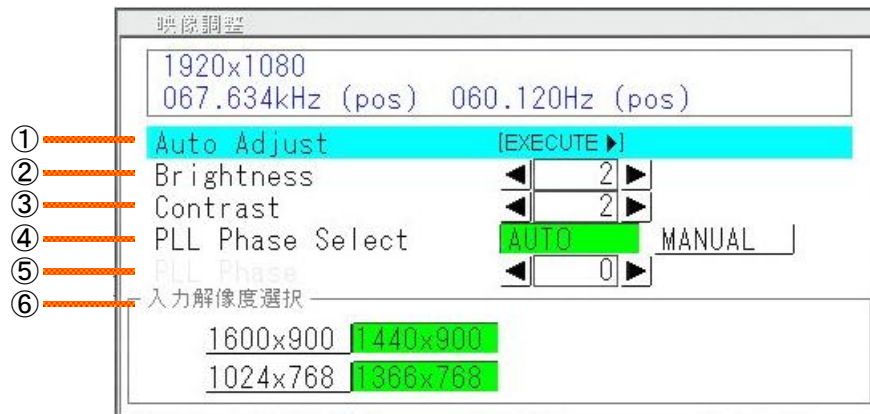 映像調整
1920x1080
067.634kHz (pos) 060.120Hz (pos)
① Auto Adjust [EXECUTE ▶]
② Brightness ◀ 2 ▶
③ Contrast ◀ 2 ▶
④ PLL Phase Select AUTO MANUAL
⑤ PLL Phase ◀ 0 ▶
⑥ 入力解像度選択
1600x900 1440x900
1024x768 1366x768